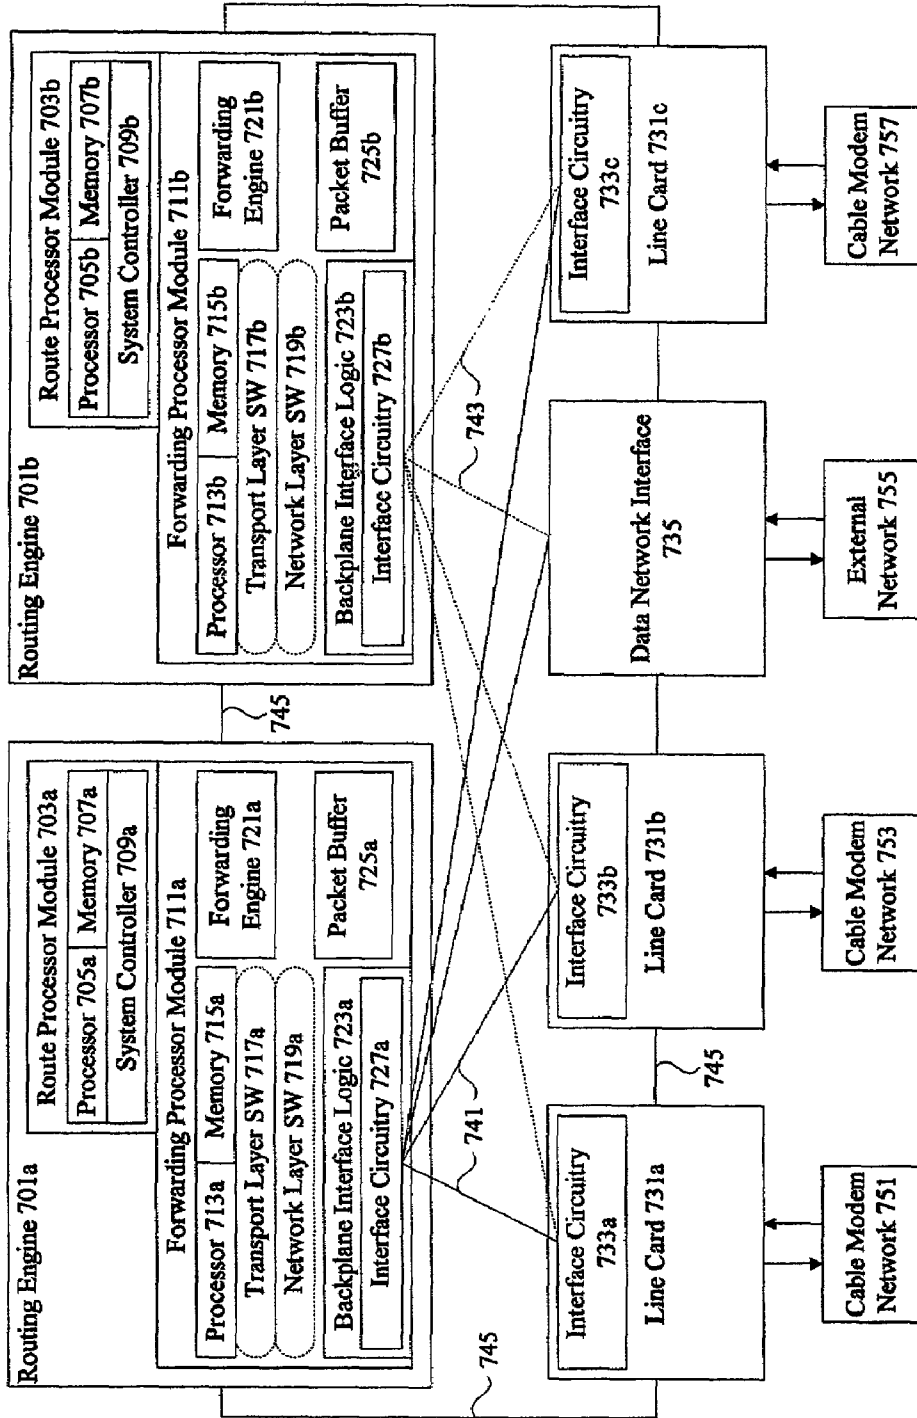 Routing Engine 701a
Route Processor Module 703a
Processor 705a
Memory 707a
System Controller 709a
Forwarding Processor Module 711a
Processor 713a
Memory 715a
Transport Layer SW 717a
Network Layer SW 719a
Forwarding
Engine 721a
Backplane Interface Logic 723a
Interface Circuitry 727a
Packet Buffer
725a
745
Routing Engine 701b
Route Processor Module 703b
Processor 705b
Memory 707b
System Controller 709b
Forwarding Processor Module 711b
Processor 713b
Memory 715b
Transport Layer SW 717b
Network Layer SW 719b
Forwarding
Engine 721b
Backplane Interface Logic 723b
Interface Circuitry 727b
Packet Buffer
725b
745
741
743
Interface Circuitry
733a
Line Card 731a
745
Interface Circuitry
733b
Line Card 731b
Data Network Interface
735
Interface Circuitry
733c
Line Card 731c
Cable Modem
Network 751
Cable Modem
Network 753
External
Network 755
Cable Modem
Network 757